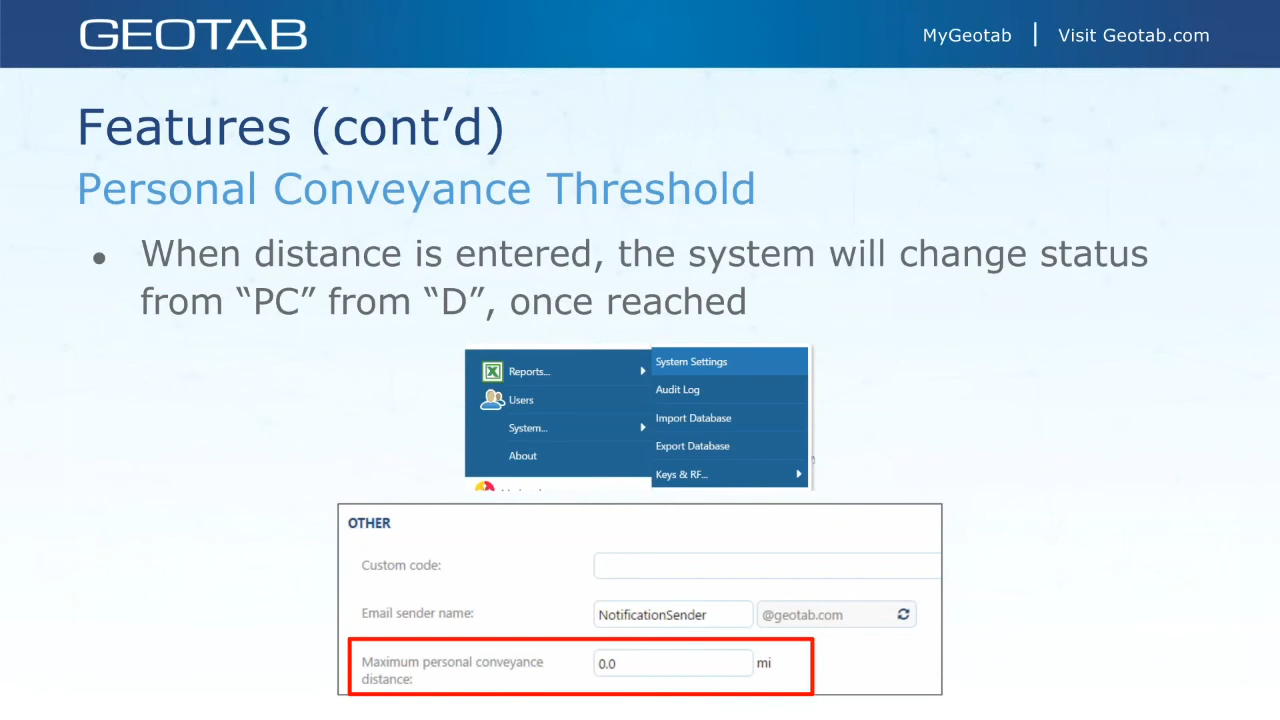 GEOTAB
MyGeotab | Visit Geotab.com
Features (cont’d)
Personal Conveyance Threshold
● When distance is entered, the system will change status
from “PC” from “D”, once reached
Reports...
Users
System...
About
System Settings
Audit Log
Import Database
Export Database
Keys & RF...
OTHER
Custom code:
Email sender name: NotificationSender @geotab.com
Maximum personal conveyance
distance: 0.0 mi